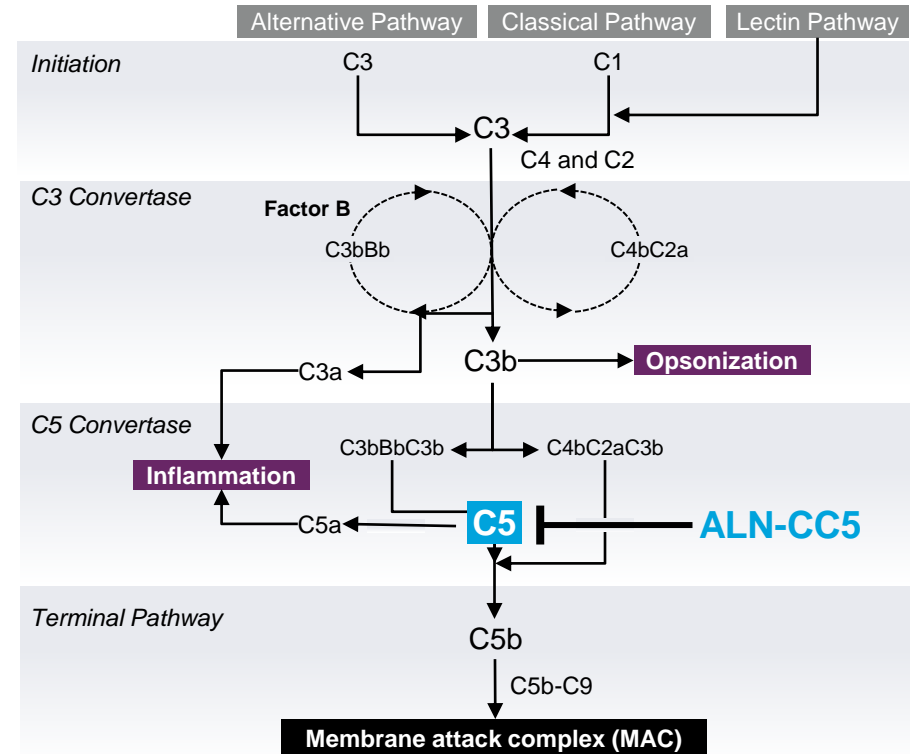 Alternative Pathway
Classical Pathway
Lectin Pathway
Initiation
C3
C1
C3
C4 and C2
C3 Convertase
Factor B
C3bBb
C4bC2a
C3a
C3b
Opsonization
C5 Convertase
C3bBbC3b
C4bC2aC3b
Inflammation
C5a
C5
ALN-CC5
Terminal Pathway
C5b
C5b-C9
Membrane attack complex (MAC)